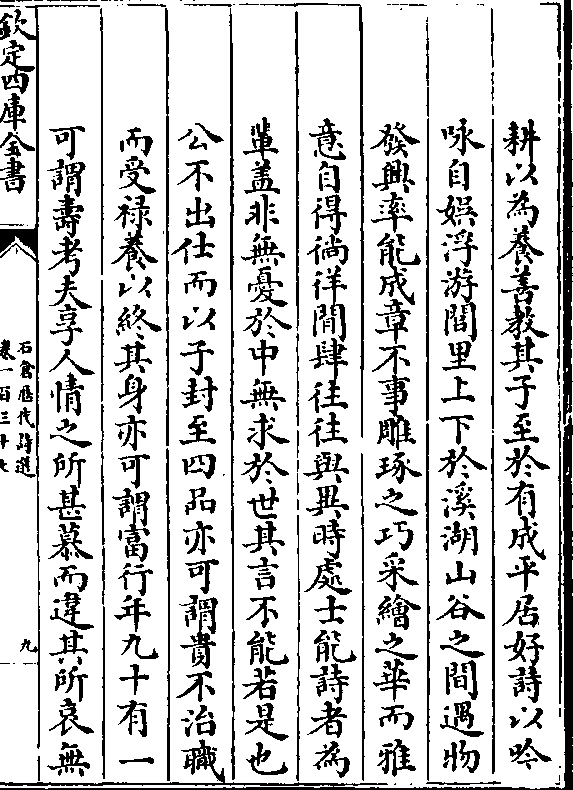 耕以為養善教其子至於有成平居好詩以吟
咏自娛浮游閭里上下於溪湖山谷之間遇物
發興率能成章不事雕琢之巧采繪之華而雅
意自得徜徉閒肆往往與異時處士能詩者為
軰盖非無憂於中無求於世其言不能若是也
公不出仕而以子封至四品亦可謂貴不治職
而受祿養以終其身亦可謂富行年九十有一
可謂壽考夫享人情之所甚慕而違其所哀無
欽定四庫全書
石倉歷代詩選
卷一百三十
九